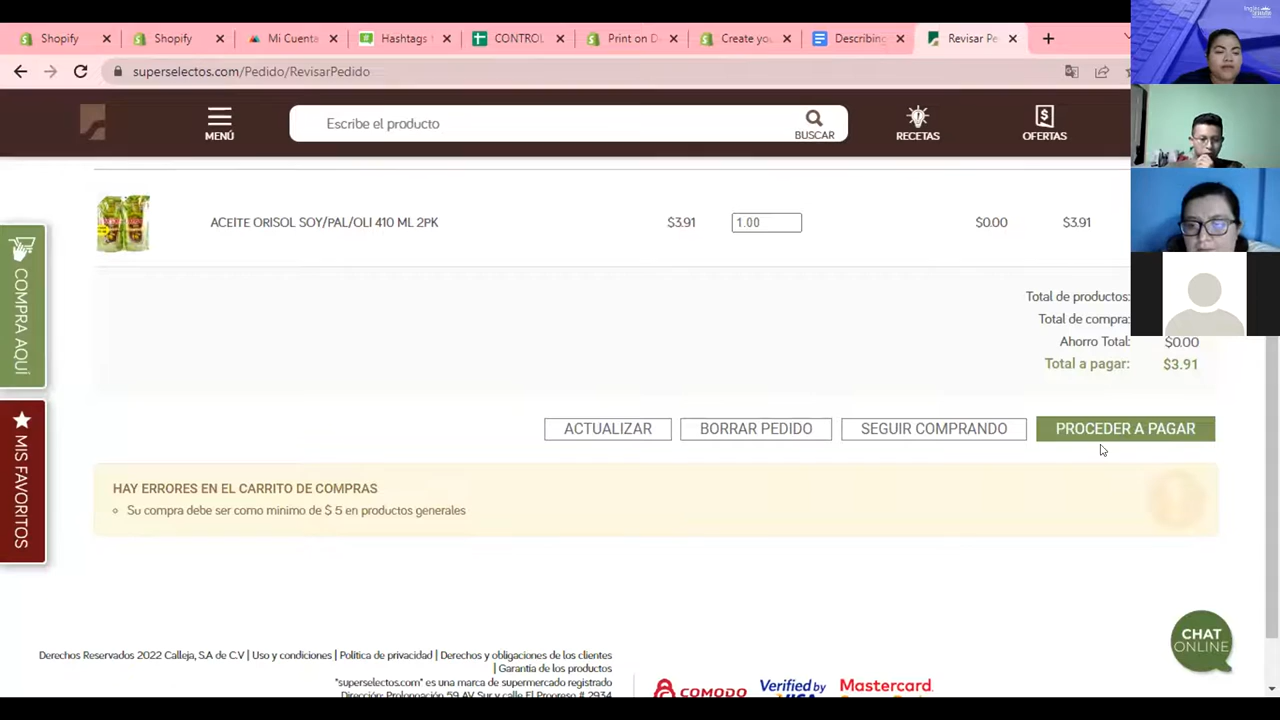 Shopify
Shopify
Mi Cuenta
Hashtags
CONTROL
Print on D
Create you
Describing
Revisar Pe
superselectos.com/Pedido/RevisarPedido
MENÚ
Escribe el producto
BUSCAR
RECETAS
OFERTAS
ACEITE ORISOL SOY/PAL/OLI 410 ML 2PK
$3.91
1.00
$0.00
$3.91
COMPRA AQUÍ
MIS FAVORITOS
Total de productos:
Total de compra:
Ahorro Total: $0.00
Total a pagar: $3.91
ACTUALIZAR
BORRAR PEDIDO
SEGUIR COMPRANDO
PROCEDER A PAGAR
HAY ERRORES EN EL CARRITO DE COMPRAS
Su compra debe ser como minimo de $ 5 en productos generales
CHAT
ONLINE
Derechos Reservados 2022 Calleja, S.A de C.V | Uso y condiciones | Política de privacidad | Derechos y obligaciones de los clientes
| Garantía de los productos
"superselectos.com" es una marca de supermercado registrado
COMODO
Verified by
VISA
Mastercard.